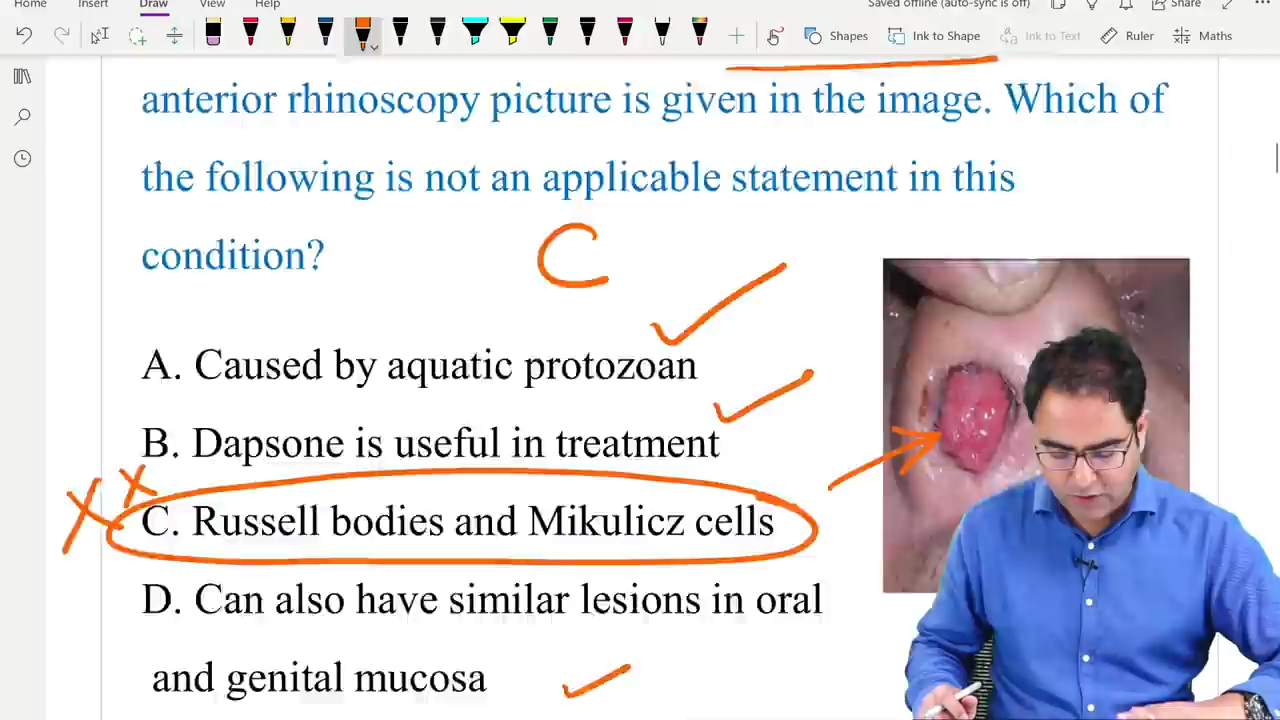 Home Insert Draw View Help Saved offline (auto-sync is off) Share
Shapes Ink to Shape Ink to Text Ruler Maths
anterior rhinoscopy picture is given in the image. Which of
the following is not an applicable statement in this
condition?
C
A. Caused by aquatic protozoan
B. Dapsone is useful in treatment
X X
C. Russell bodies and Mikulicz cells
D. Can also have similar lesions in oral
and genital mucosa